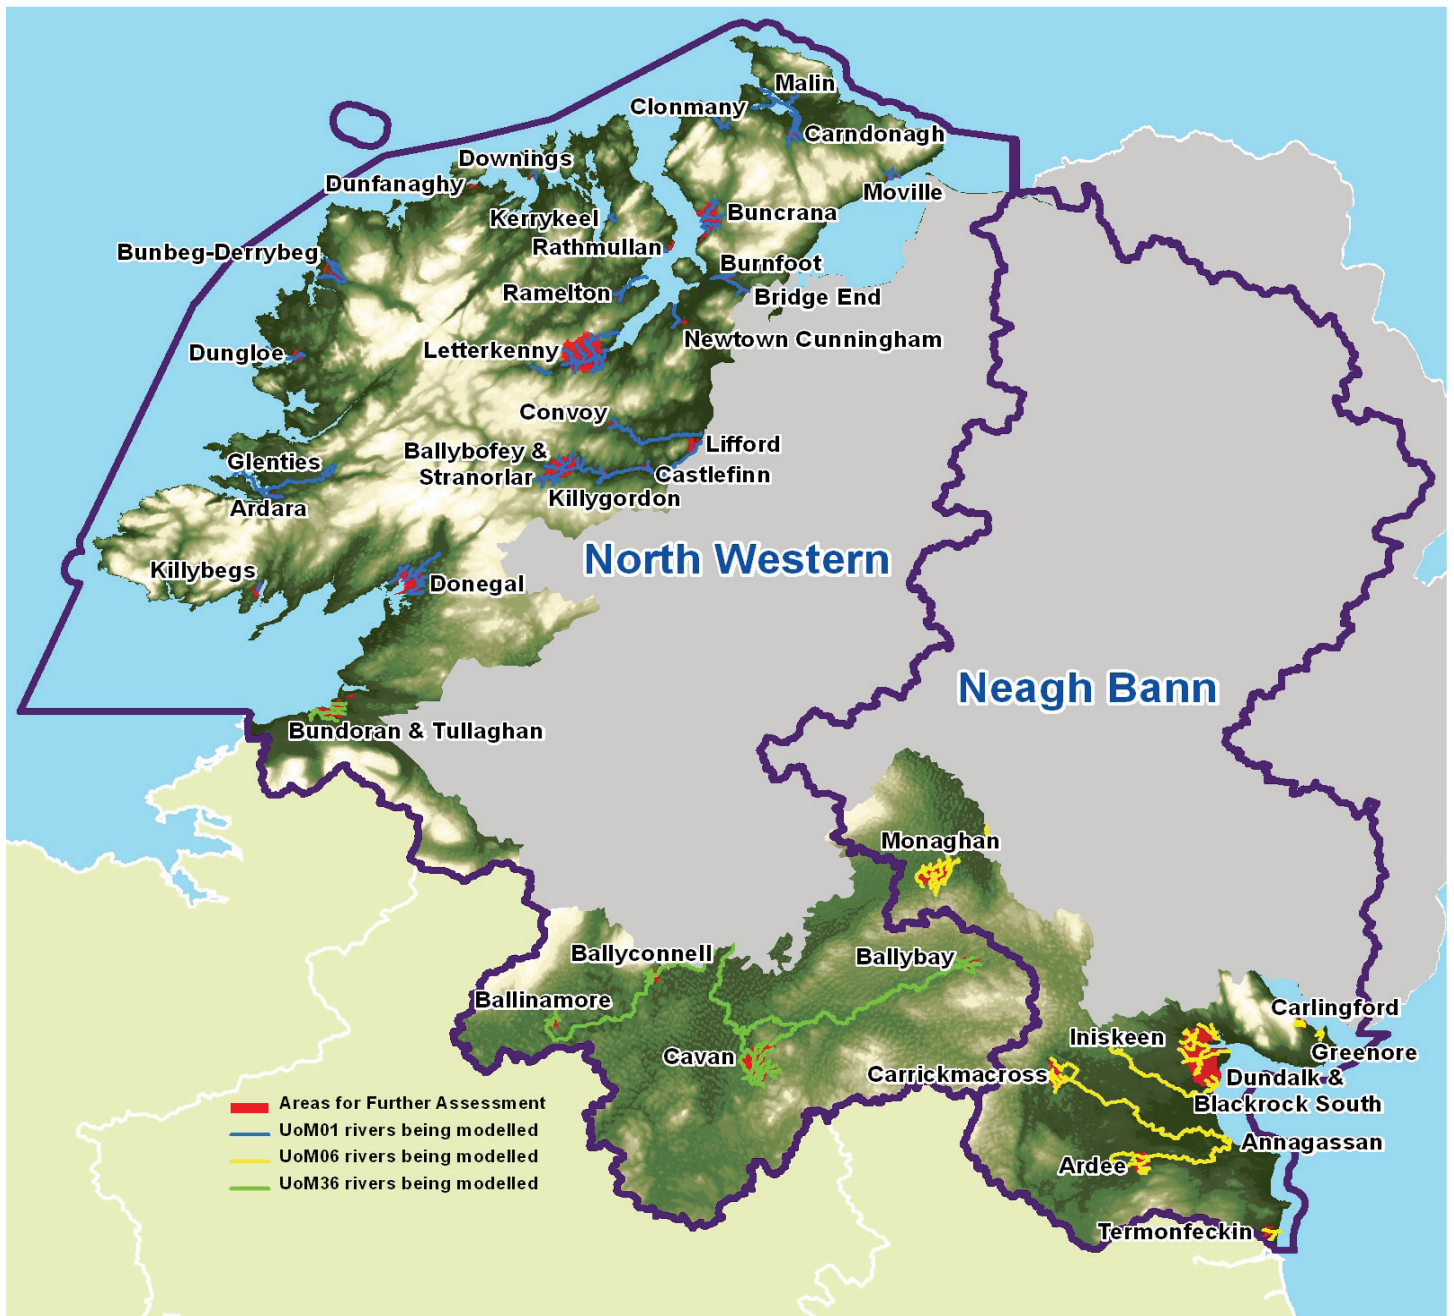 Malin
Clonmany
Carndonagh
Downings
Dunfanaghy
Moville
Kerrykeel
Buncrana
Rathmullan
Bunbeg-Derrybeg
Burnfoot
Ramelton
Bridge End
Newtown Cunningham
Letterkenny
Dungloe
Convoy
Lifford
Ballybofey &
Stranorlar
Glenties
Castlefinn
Killygordon
Ardara
North Western
Killybegs
Donegal
Neagh Bann
Bundoran & Tullaghan
Monaghan
Ballyconnell
Ballybay
Ballinamore
Carlingford
Iniskeen
Greenore
Cavan
Carrickmacross
Dundalk &
Blackrock South
Annagassan
Ardee
Termonfeckin
Areas for Further Assessment
UoM01 rivers being modelled
UoM06 rivers being modelled
UoM36 rivers being modelled